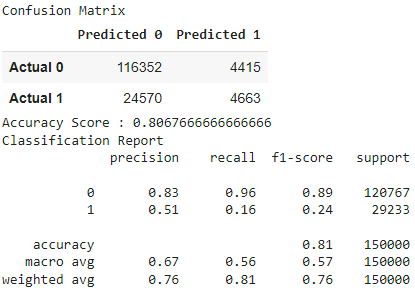 Confusion Matrix
Predicted 0 Predicted 1
Actual 0 116352 4415
Actual 1 24570 4663
Accuracy Score : 0.8067666666666666
Classification Report
precision recall f1-score support
0 0.83 0.96 0.89 120767
1 0.51 0.16 0.24 29233
accuracy 0.81 150000
macro avg 0.67 0.56 0.57 150000
weighted avg 0.76 0.81 0.76 150000